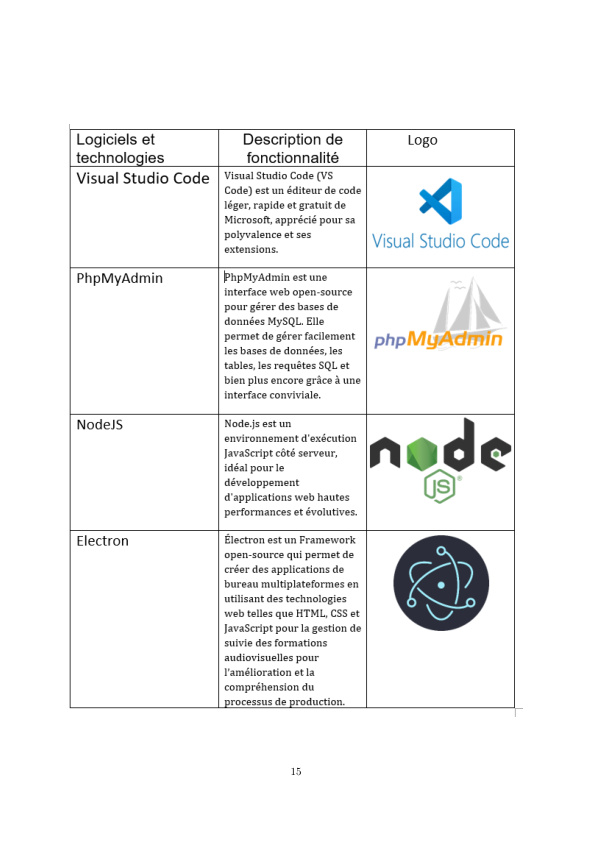 Logiciels et
technologies
Description de
fonctionnalité
Logo
Visual Studio Code
Visual Studio Code (VS
Code) est un éditeur de code
léger, rapide et gratuit de
Microsoft, apprécié pour sa
polyvalence et ses
extensions.
Visual Studio Code
PhpMyAdmin
PhpMyAdmin est une
interface web open-source
pour gérer des bases de
données MySQL. Elle
permet de gérer facilement
les bases de données, les
tables, les requêtes SQL et
bien plus encore grâce à une
interface conviviale.
phpMyAdmin
NodeJS
Node.js est un
environnement d'exécution
JavaScript côté serveur,
idéal pour le
développement
d'applications web hautes
performances et évolutives.
node
JS®
Electron
Électron est un Framework
open-source qui permet de
créer des applications de
bureau multiplateformes en
utilisant des technologies
web telles que HTML, CSS et
JavaScript pour la gestion de
suivie des formations
audiovisuelles pour
l'amélioration et la
compréhension du
processus de production.
15